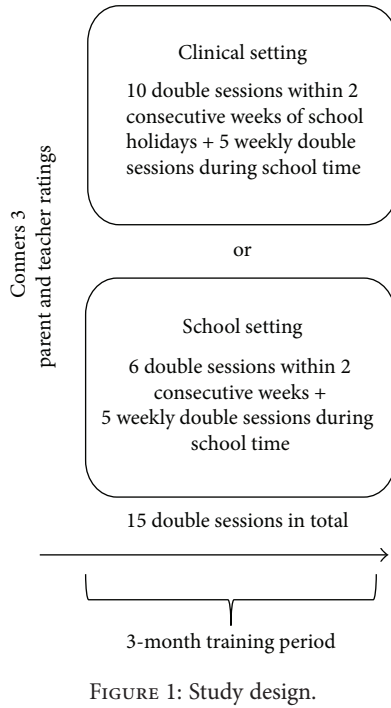 Conners 3
parent and teacher ratings
Clinical setting
10 double sessions within 2
consecutive weeks of school
holidays + 5 weekly double
sessions during school time
or
School setting
6 double sessions within 2
consecutive weeks +
5 weekly double sessions during
school time
15 double sessions in total
3-month training period
FIGURE 1: Study design.